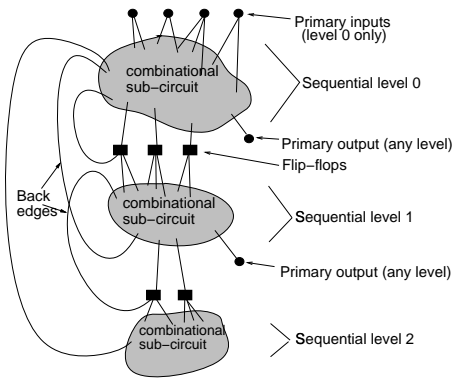 Primary inputs
(level 0 only)
combinational
sub−circuit
Sequential level 0
Primary output (any level)
Flip−flops
Back
edges
combinational
sub−circuit
Sequential level 1
Primary output (any level)
combinational
sub−circuit
Sequential level 2